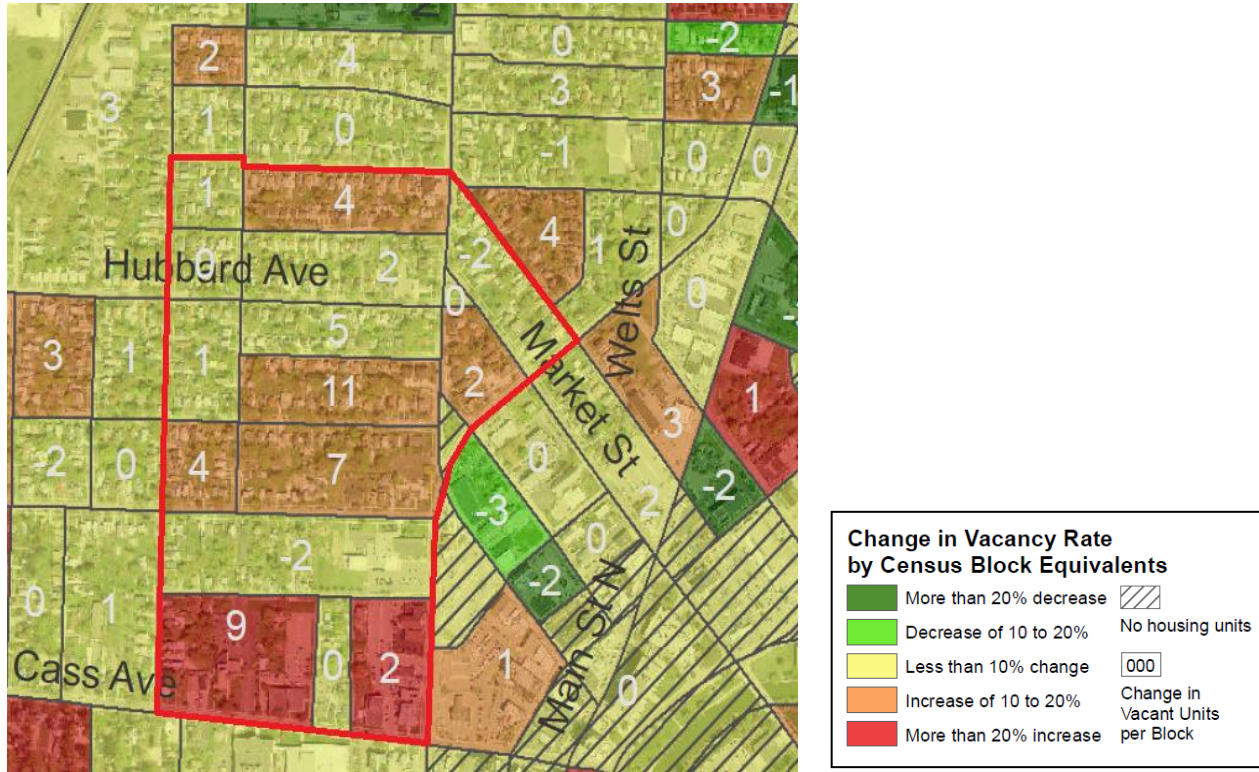 2 4 0 -2
3 3 3 -1
1 0 -1 0 0
1 4
-2 4 1 0
Hubbard Ave 0 2 0 Welts St
0
5 Market St
3 1 1 11 2 1
3
-2 0 4 7 0 -2
-3 2
-2 0
-2
0 1 9 0 2 1 0
Cass Ave Main St N
Change in Vacancy Rate
by Census Block Equivalents
More than 20% decrease
Decrease of 10 to 20%
No housing units
Less than 10% change
000
Increase of 10 to 20%
Change in
Vacant Units
per Block
More than 20% increase